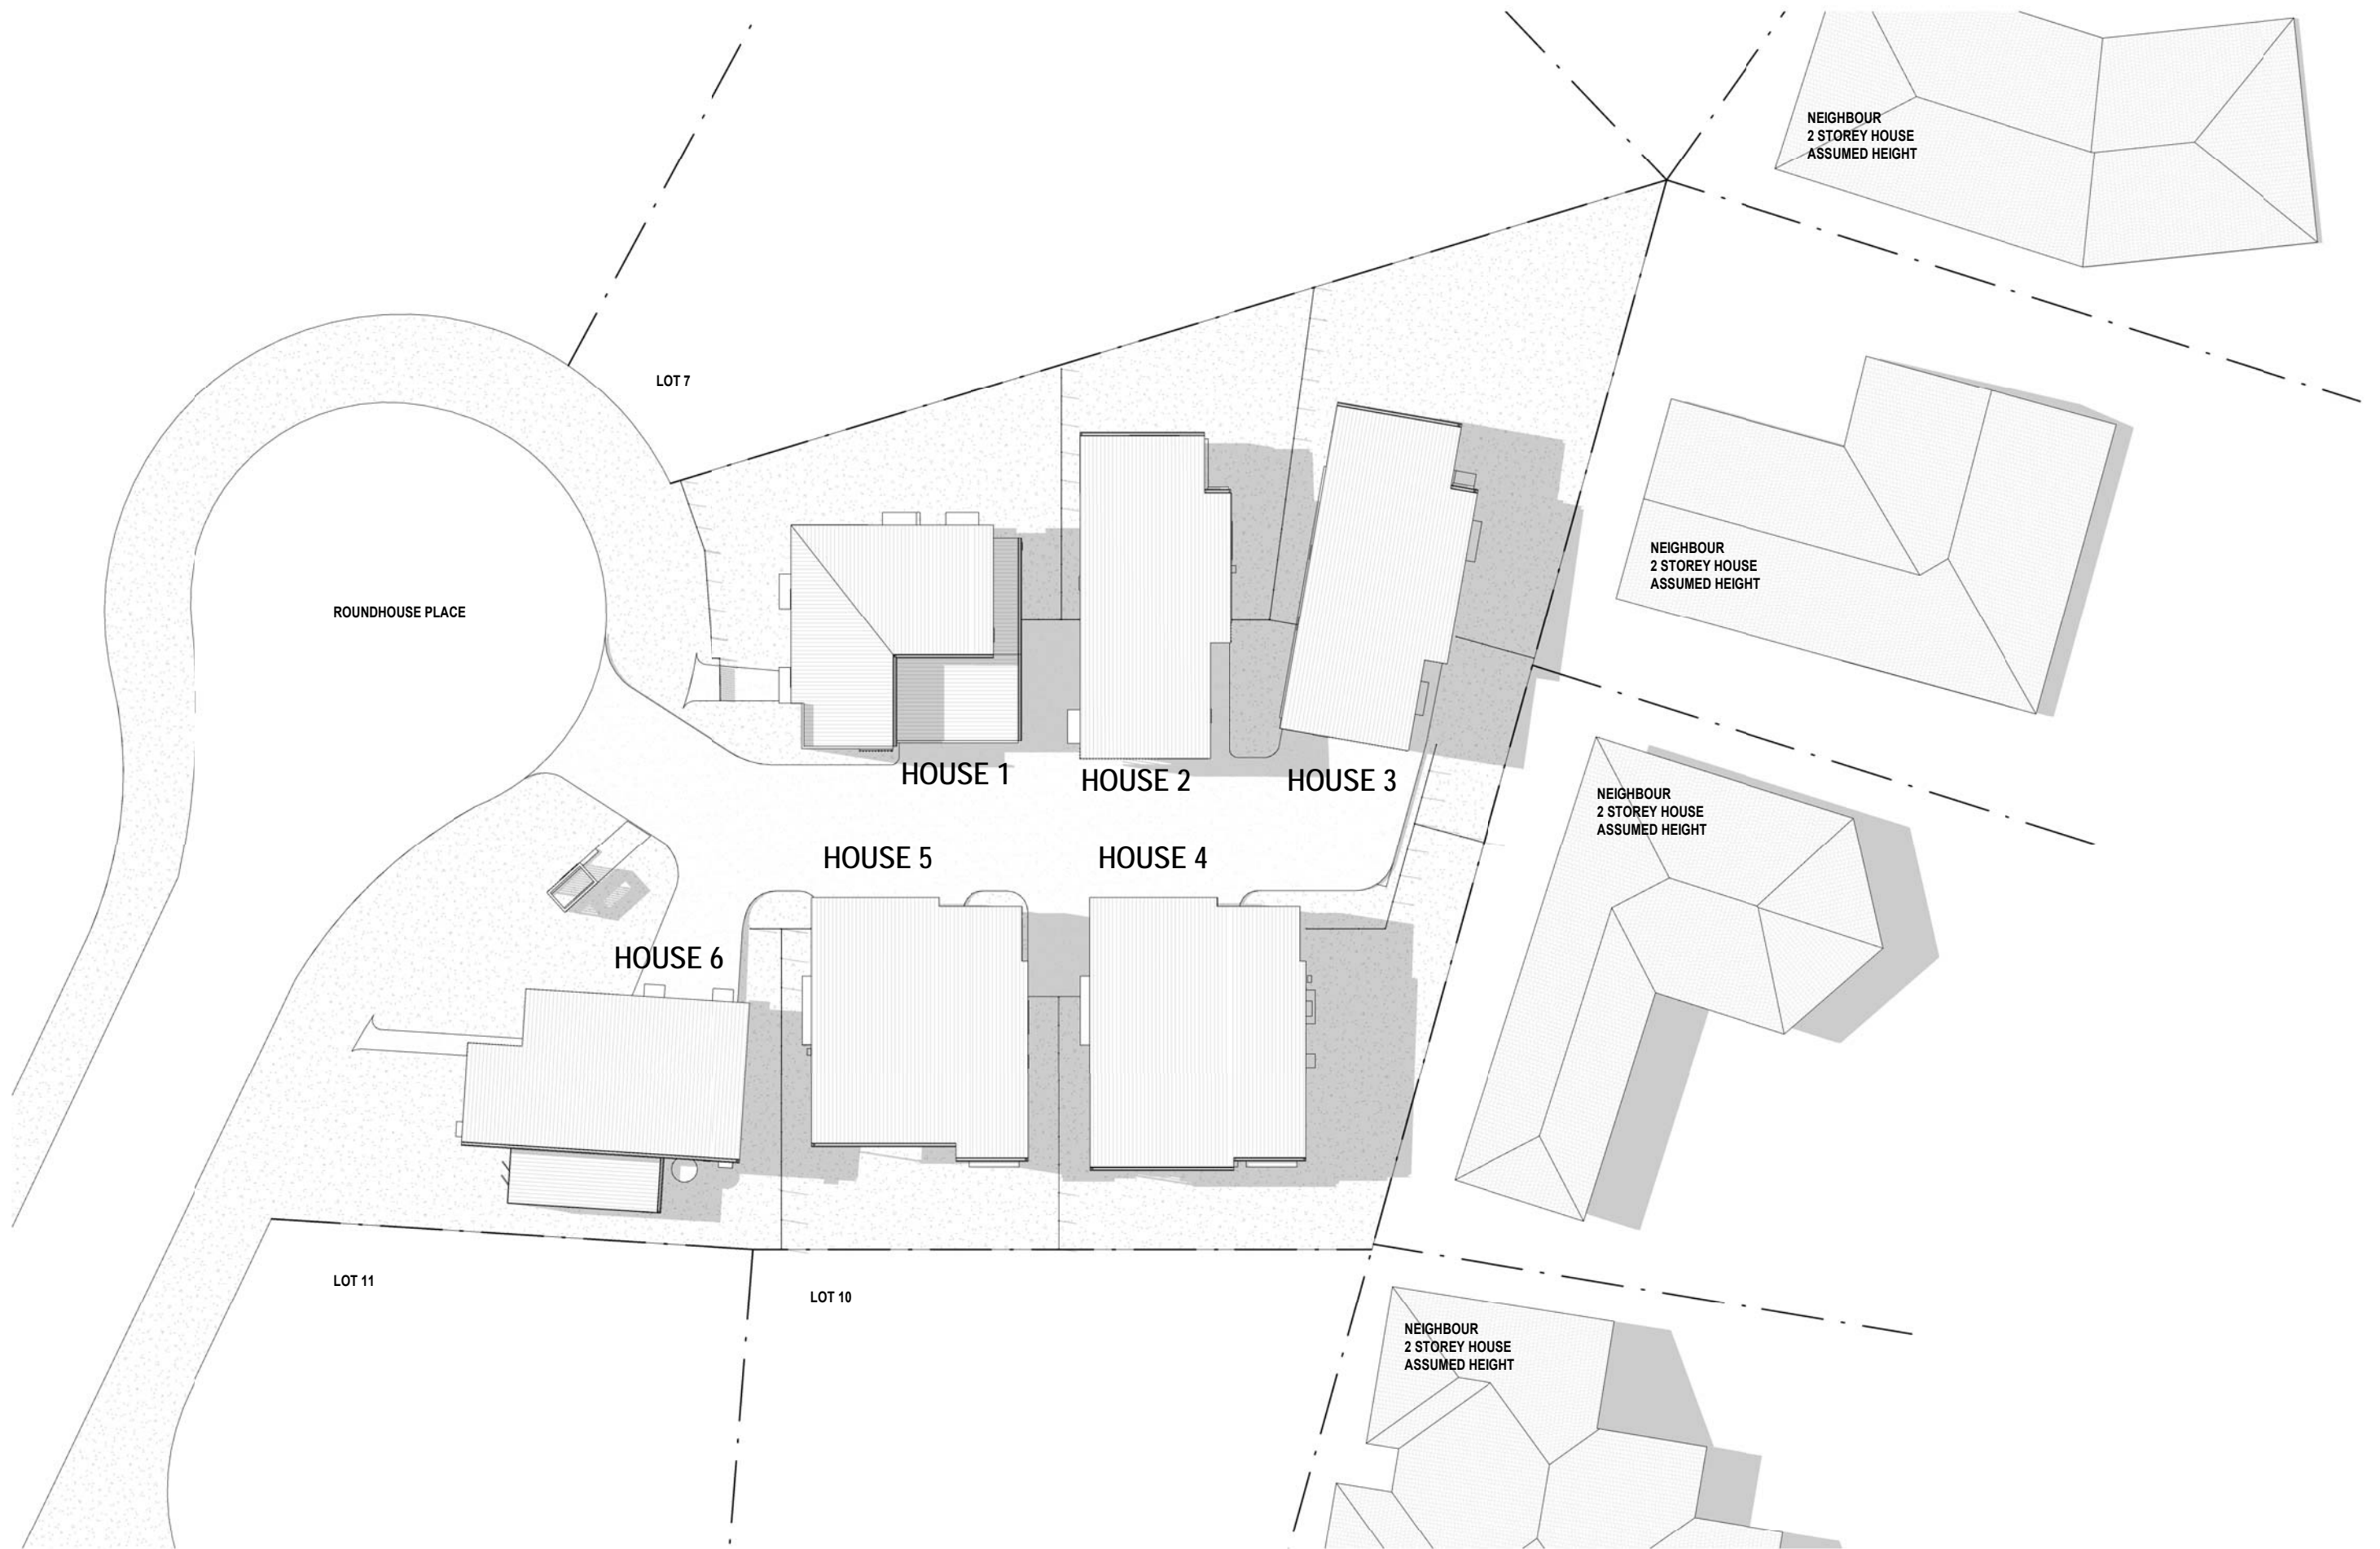 NEIGHBOUR
2 STOREY HOUSE
ASSUMED HEIGHT
LOT 7
NEIGHBOUR
2 STOREY HOUSE
ASSUMED HEIGHT
ROUNDHOUSE PLACE
HOUSE 1
HOUSE 2
HOUSE 3
NEIGHBOUR
2 STOREY HOUSE
ASSUMED HEIGHT
HOUSE 5
HOUSE 4
HOUSE 6
LOT 11
LOT 10
NEIGHBOUR
2 STOREY HOUSE
ASSUMED HEIGHT